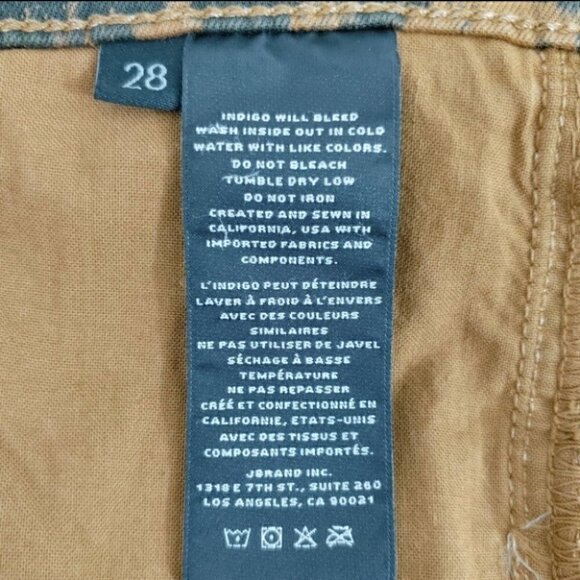 28
INDIGO WILL BLEED
WASH INSIDE OUT IN COLD
WATER WITH LIKE COLORS.
DO NOT BLEACH
TUMBLE DRY LOW
DO NOT IRON
CREATED AND SEWN IN
CALIFORNIA, USA WITH
IMPORTED FABRICS AND
COMPONENTS.
L'INDIGO PEUT DÉTEINDRE
LAVER À FROID À L'ENVERS
AVEC DES COULEURS
SIMILAIRES
NE PAS UTILISER DE JAVEL
SÉCHAGE À BASSE
TEMPÉRATURE
NE PAS REPASSER
CRÉÉ ET CONFECTIONNÉ EN
CALIFORNIE, ETATS-UNIS
AVEC DES TISSUS ET
COMPOSANTS IMPORTÉS.
JBRAND INC.
1318 E 7TH ST., SUITE 260
LOS ANGELES, CA 90021